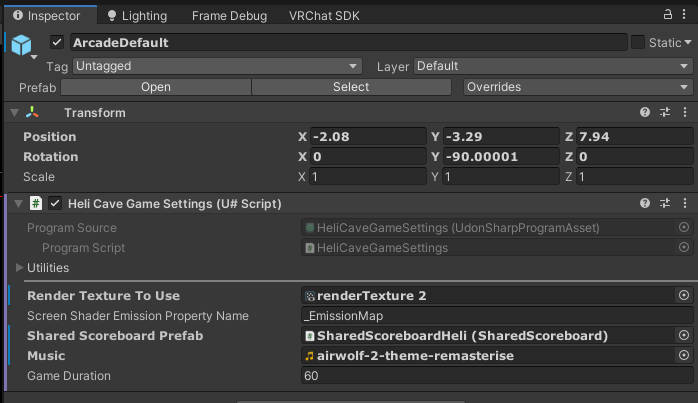 Inspector Lighting Frame Debug VRChat SDK
ArcadeDefault Static
Tag Untagged Layer Default
Prefab Open Select Overrides
Transform
Position X -2.08 Y -3.29 Z 7.94
Rotation X 0 Y -90.00001 Z 0
Scale X 1 Y 1 Z 1
# Heli Cave Game Settings (U# Script)
Program Source HeliCaveGameSettings (UdonSharpProgramAsset)
Program Script # HeliCaveGameSettings
Utilities
Render Texture To Use renderTexture 2
Screen Shader Emission Property Name _EmissionMap
Shared Scoreboard Prefab # SharedScoreboardHeli (SharedScoreboard)
Music airwolf-2-theme-remasterise
Game Duration 60